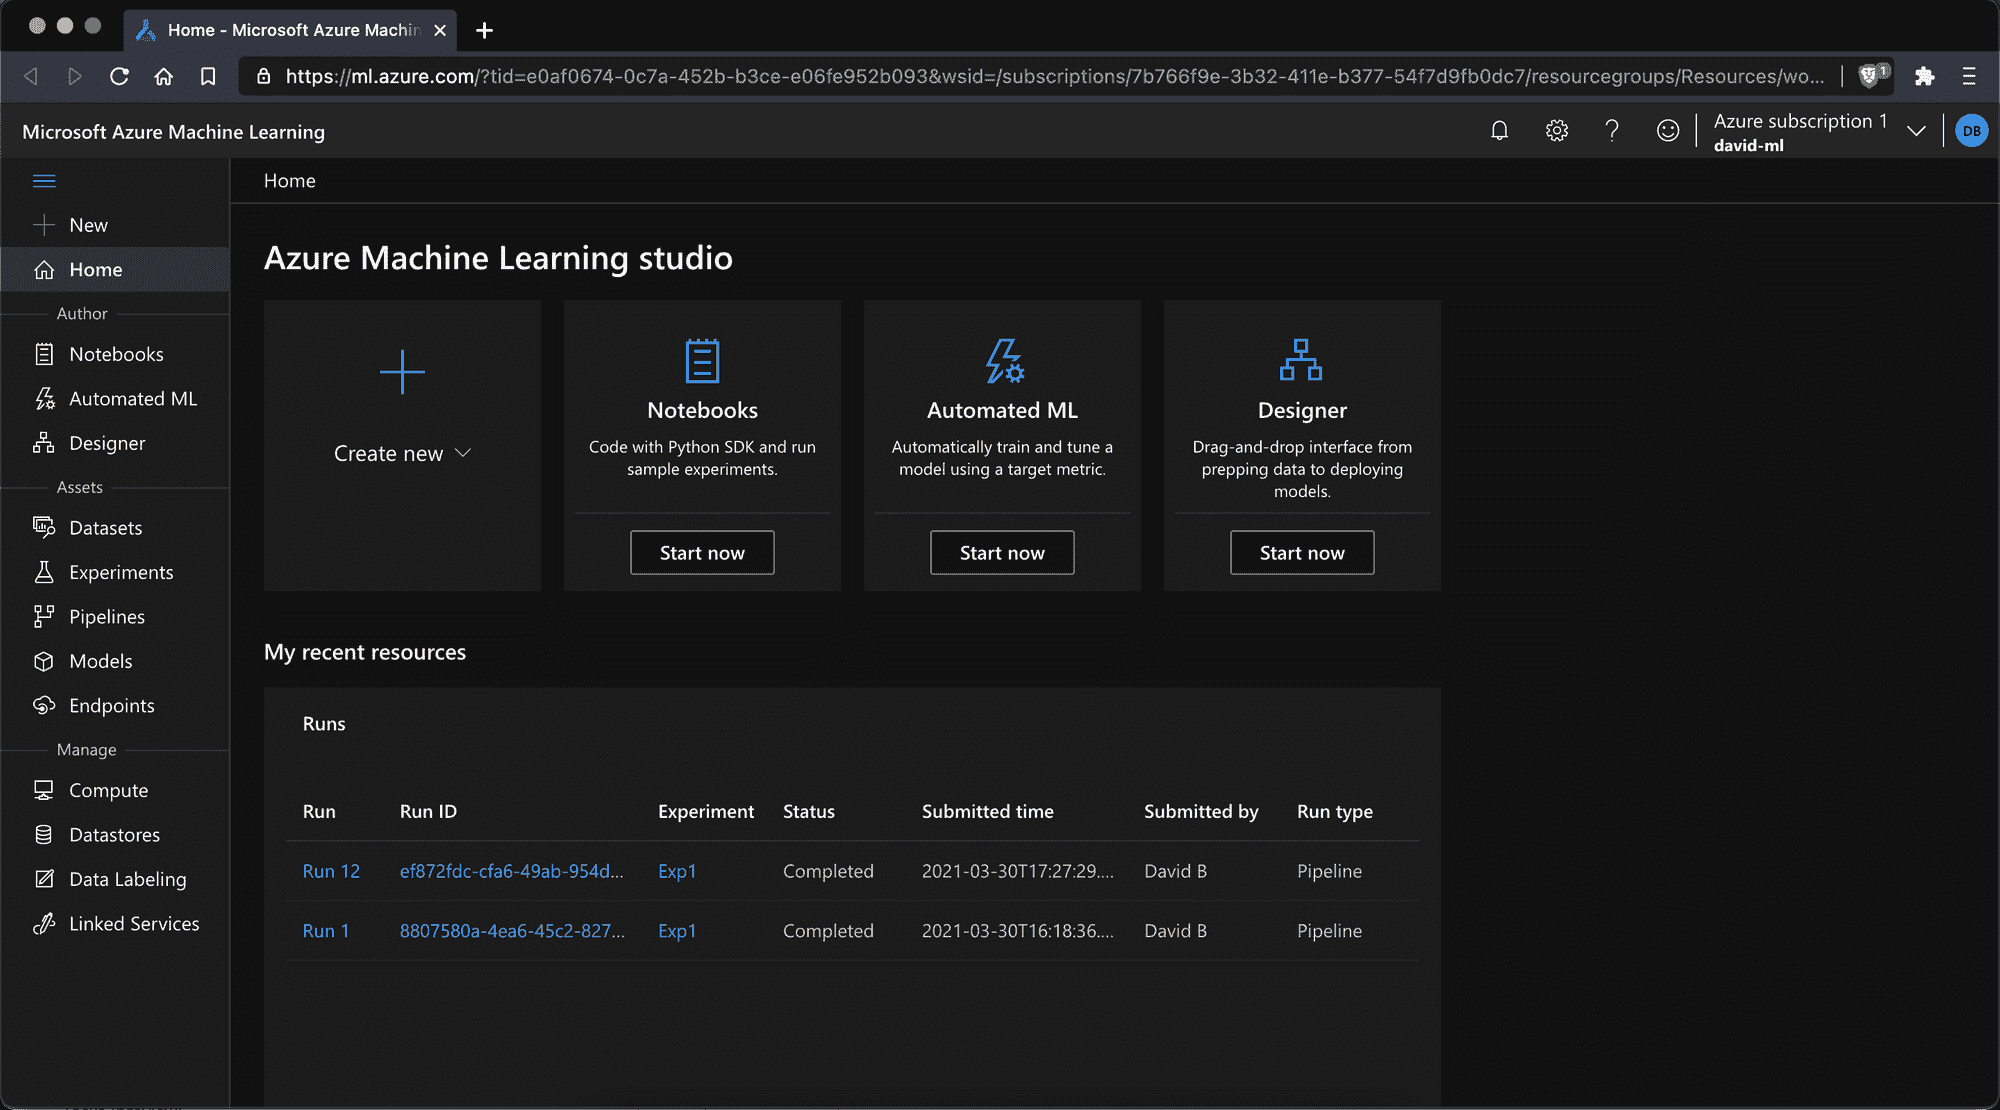 Home - Microsoft Azure Machin
https://ml.azure.com/?tid=e0af0674-0c7a-452b-b3ce-e06fe952b093&wsid=/subscriptions/7b766f9e-3b32-411e-b377-54f7d9fb0dc7/resourcegroups/Resources/wo...
1
Microsoft Azure Machine Learning
Azure subscription 1
david-ml
DB
New
Home
Author
Notebooks
Automated ML
Designer
Assets
Datasets
Experiments
Pipelines
Models
Endpoints
Manage
Compute
Datastores
Data Labeling
Linked Services
Home
Azure Machine Learning studio
Create new
Notebooks
Code with Python SDK and run
sample experiments.
Start now
Automated ML
Automatically train and tune a
model using a target metric.
Start now
Designer
Drag-and-drop interface from
prepping data to deploying
models.
Start now
My recent resources
Runs
Run Run ID Experiment Status Submitted time Submitted by Run type
Run 12 ef872fdc-cfa6-49ab-954d... Exp1 Completed 2021-03-30T17:27:29.... David B Pipeline
Run 1 8807580a-4ea6-45c2-827... Exp1 Completed 2021-03-30T16:18:36.... David B Pipeline